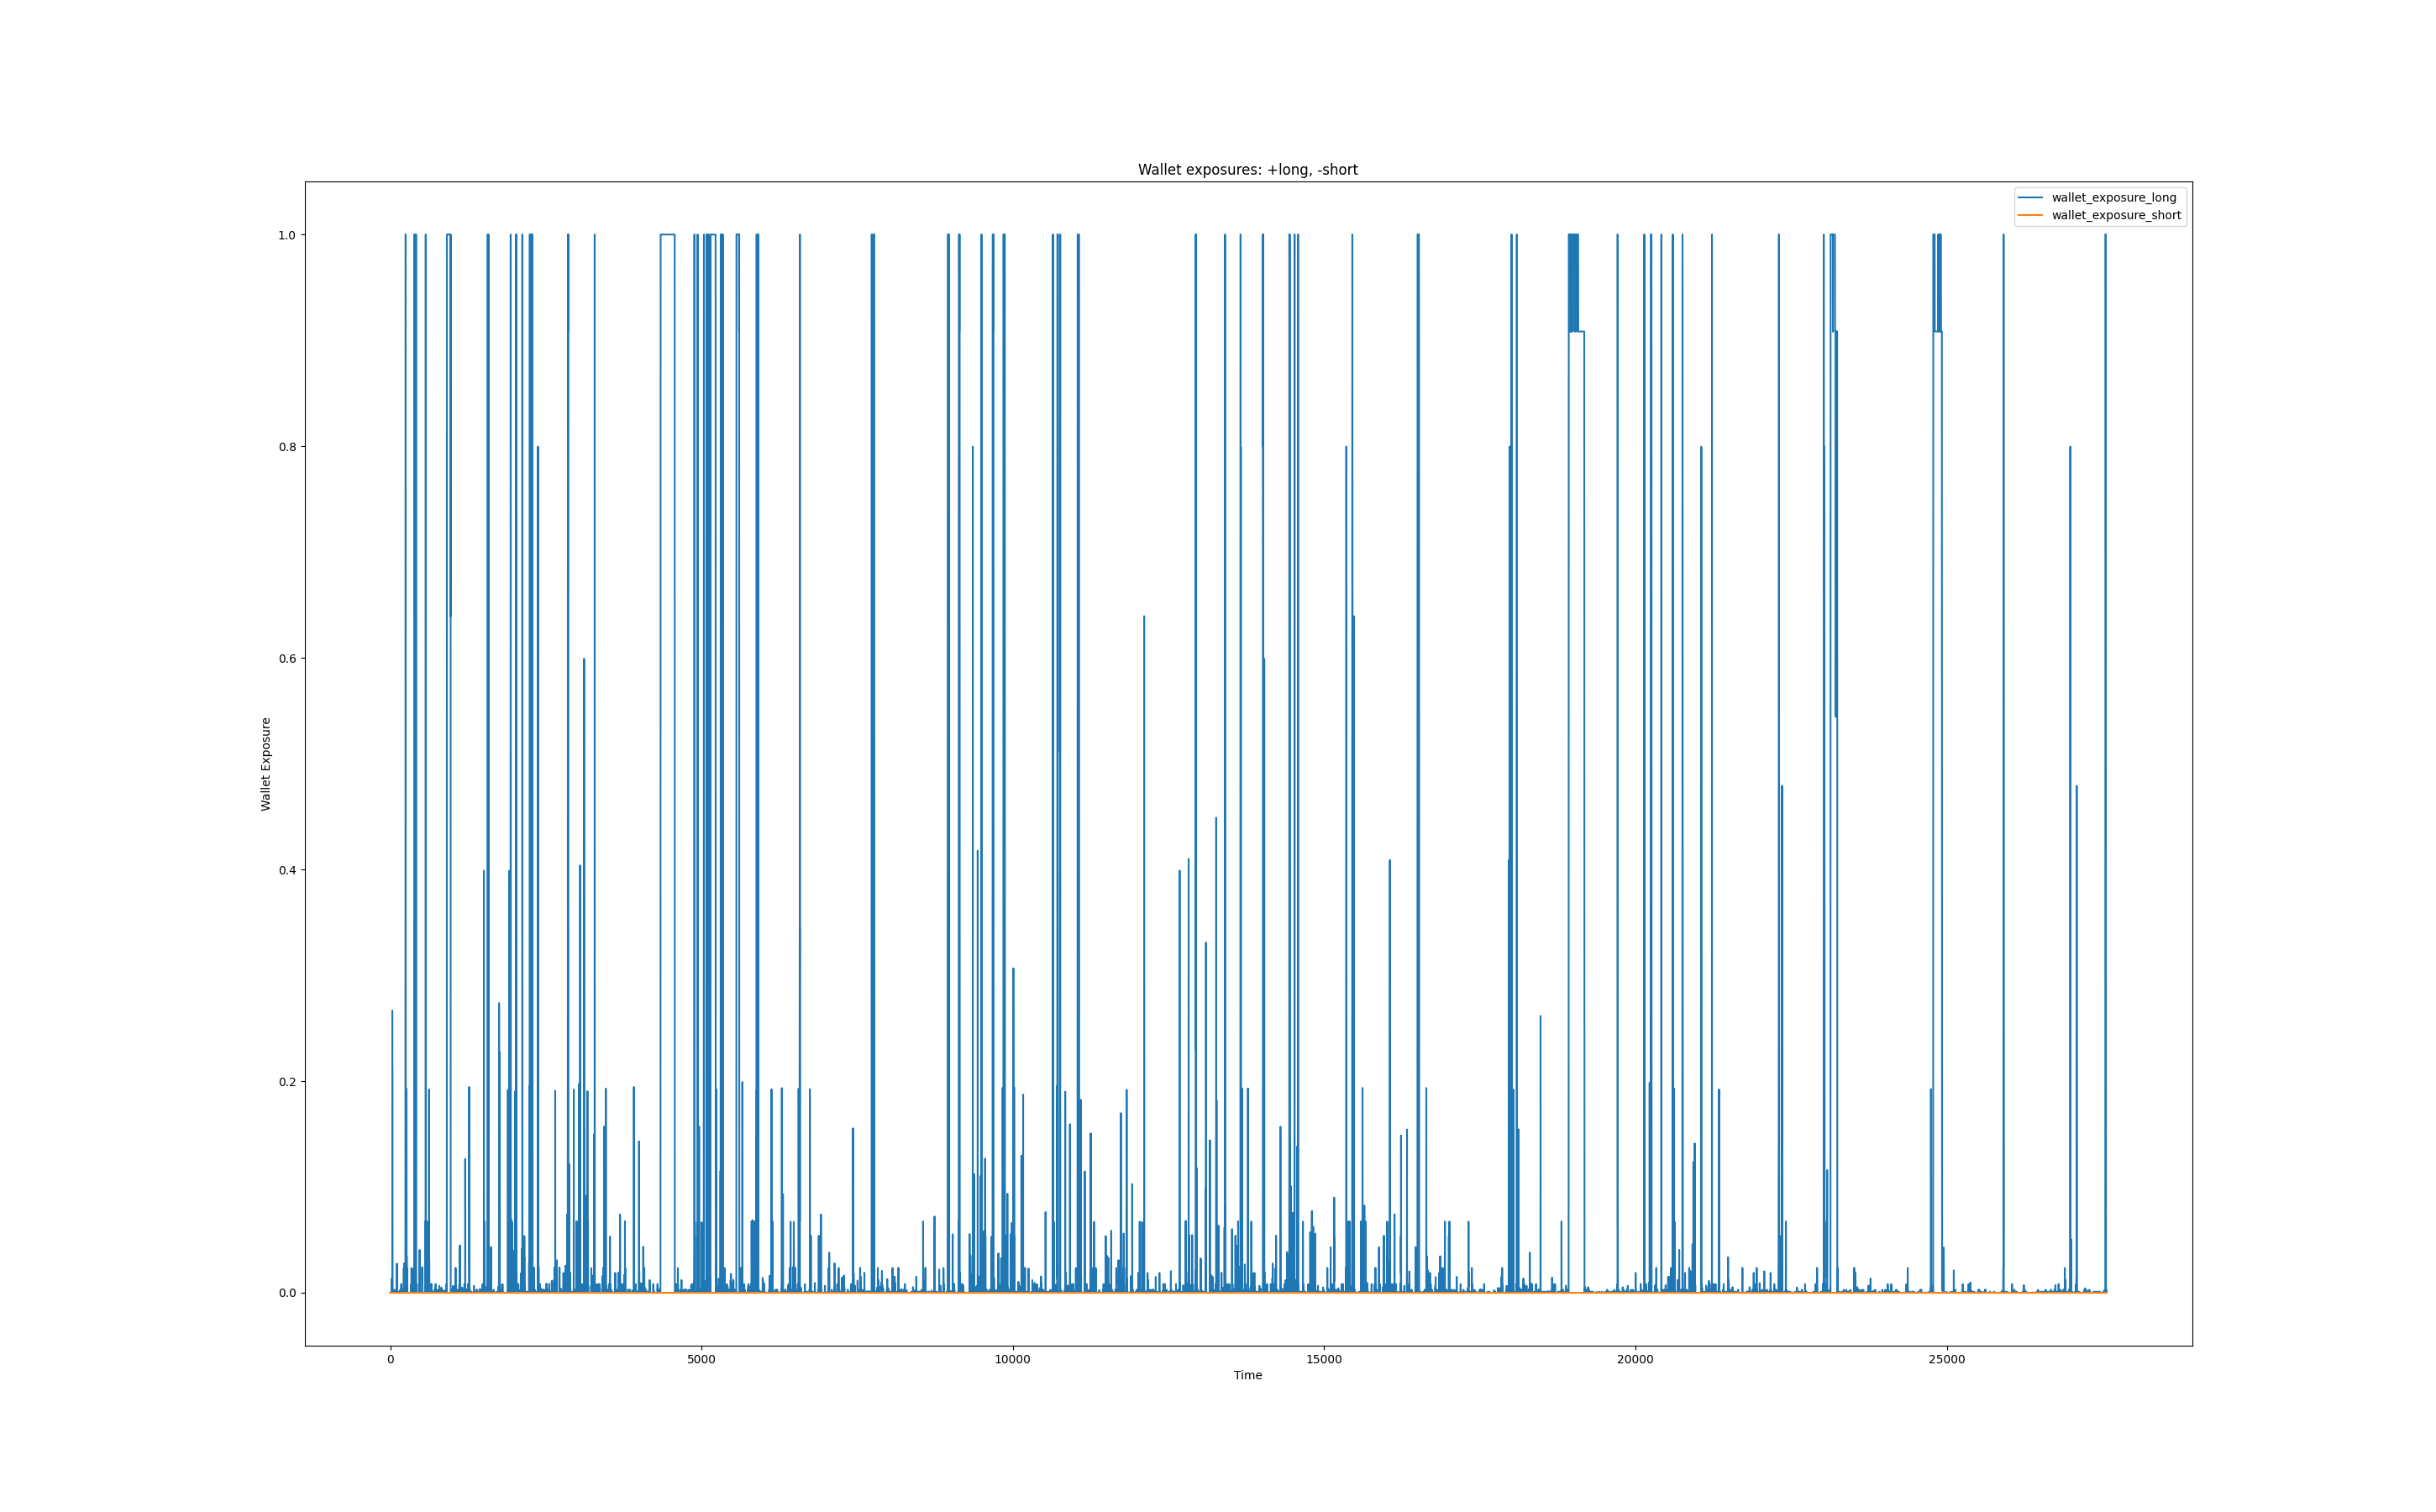 Wallet exposures: +long, -short
wallet_exposure_long
wallet_exposure_short
1.0
0.8
0.6
0.4
0.2
0.0
Wallet Exposure
0 5000 10000 15000 20000 25000
Time